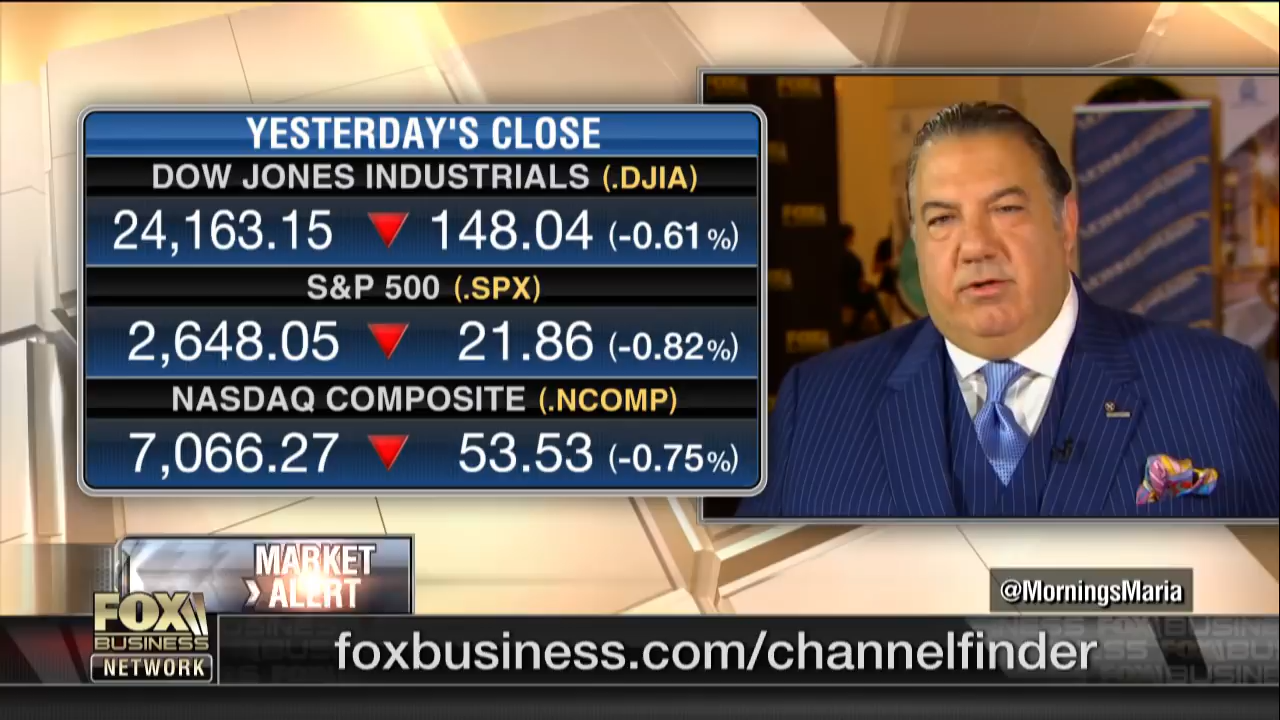 YESTERDAY'S CLOSE
DOW JONES INDUSTRIALS (.DJIA)
24,163.15 ▼ 148.04 (-0.61%)
S&P 500 (.SPX)
2,648.05 ▼ 21.86 (-0.82%)
NASDAQ COMPOSITE (.NCOMP)
7,066.27 ▼ 53.53 (-0.75%)
MARKET
ALERT
@MorningsMaria
FOX
BUSINESS
NETWORK
foxbusiness.com/channelfinder